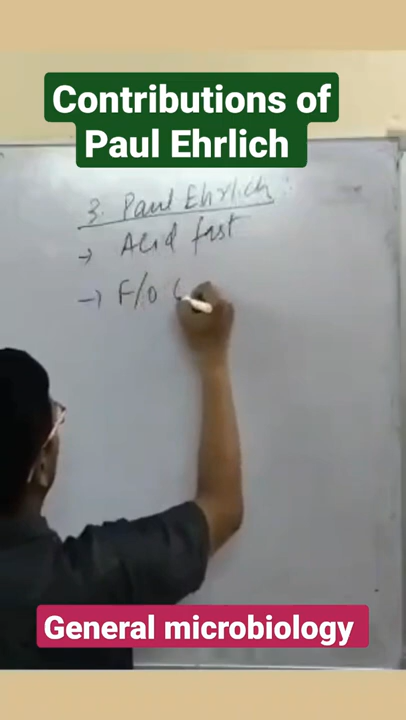 Contributions of
Paul Ehrlich
3. Paul Ehrlich :
→ Acid fast
→ F/O
General microbiology